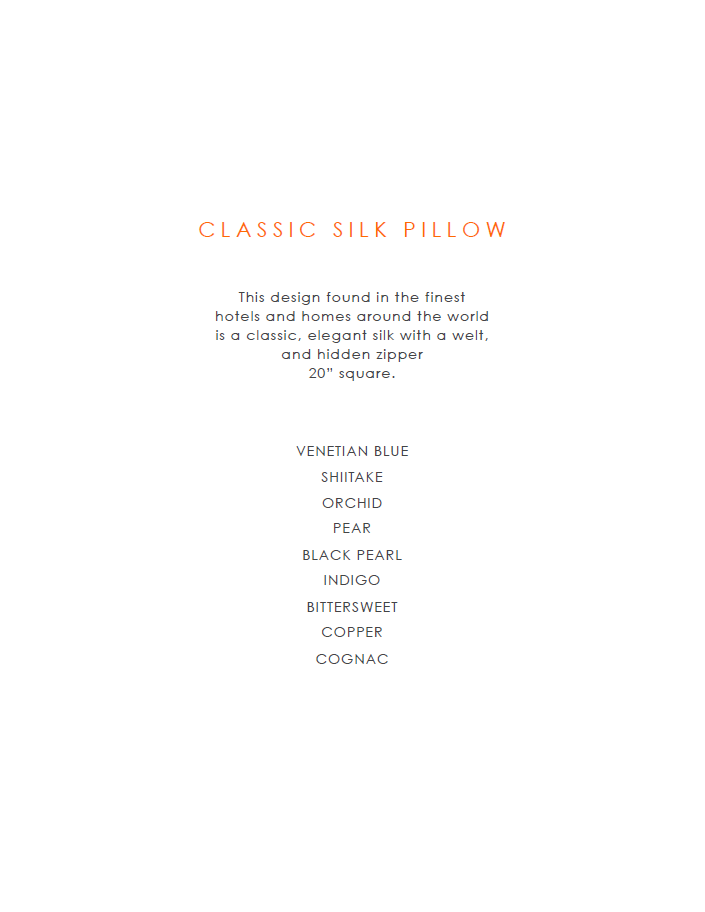 CLASSIC SILK PILLOW
This design found in the finest
hotels and homes around the world
is a classic, elegant silk with a welt,
and hidden zipper
20" square.
VENETIAN BLUE
SHIITAKE
ORCHID
PEAR
BLACK PEARL
INDIGO
BITTERSWEET
COPPER
COGNAC